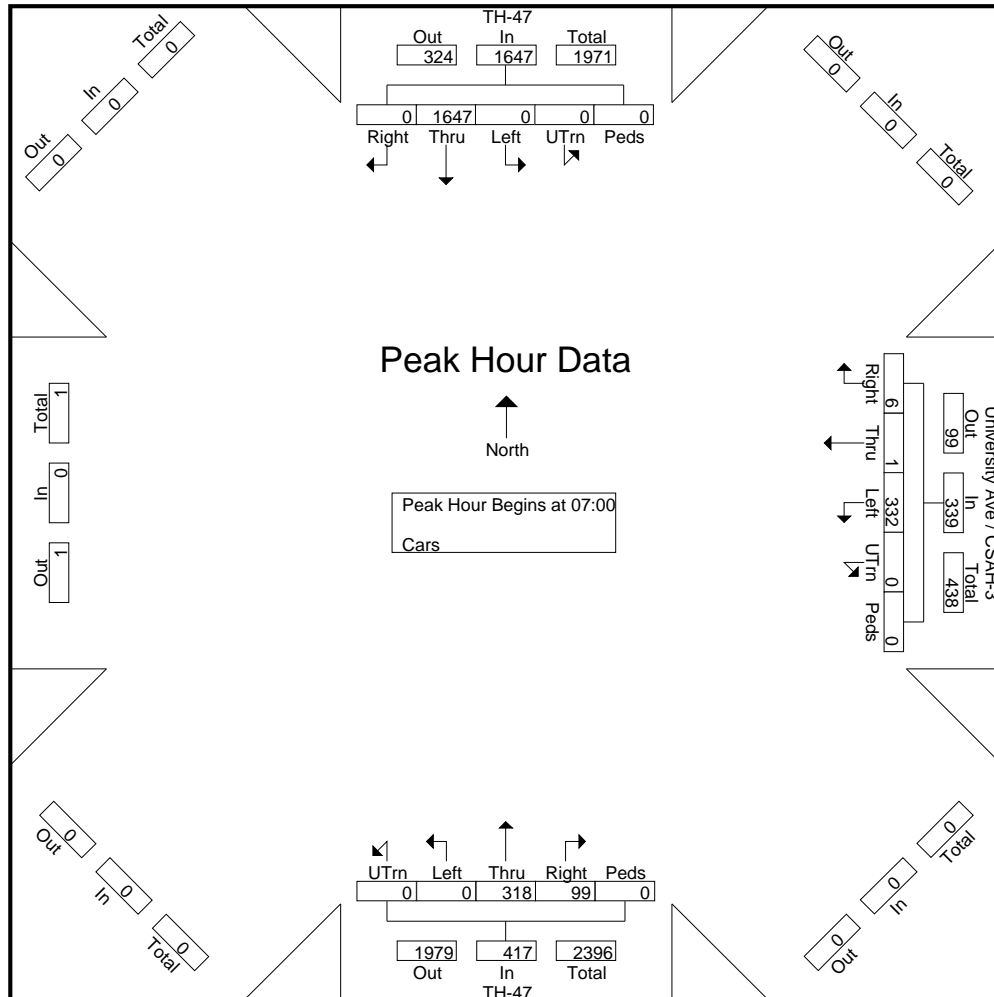 TH-47
Out In Total
324 1647 1971
0 1647 0 0 0
Right Thru Left UTrn Peds
Total
0
In
0
Out
0
Out
0
In
0
Total
0
Peak Hour Data
North
Peak Hour Begins at 07:00
Cars
Total
1
In
0
Out
1
University Ave / CSAH-3
Out In Total
99 339 438
6 1 332 0 0
Right Thru Left UTrn Peds
Out
0
In
0
Total
0
Total
0
In
0
Out
0
UTrn Left Thru Right Peds
0 0 318 99 0
1979 417 2396
Out In Total
TH-47